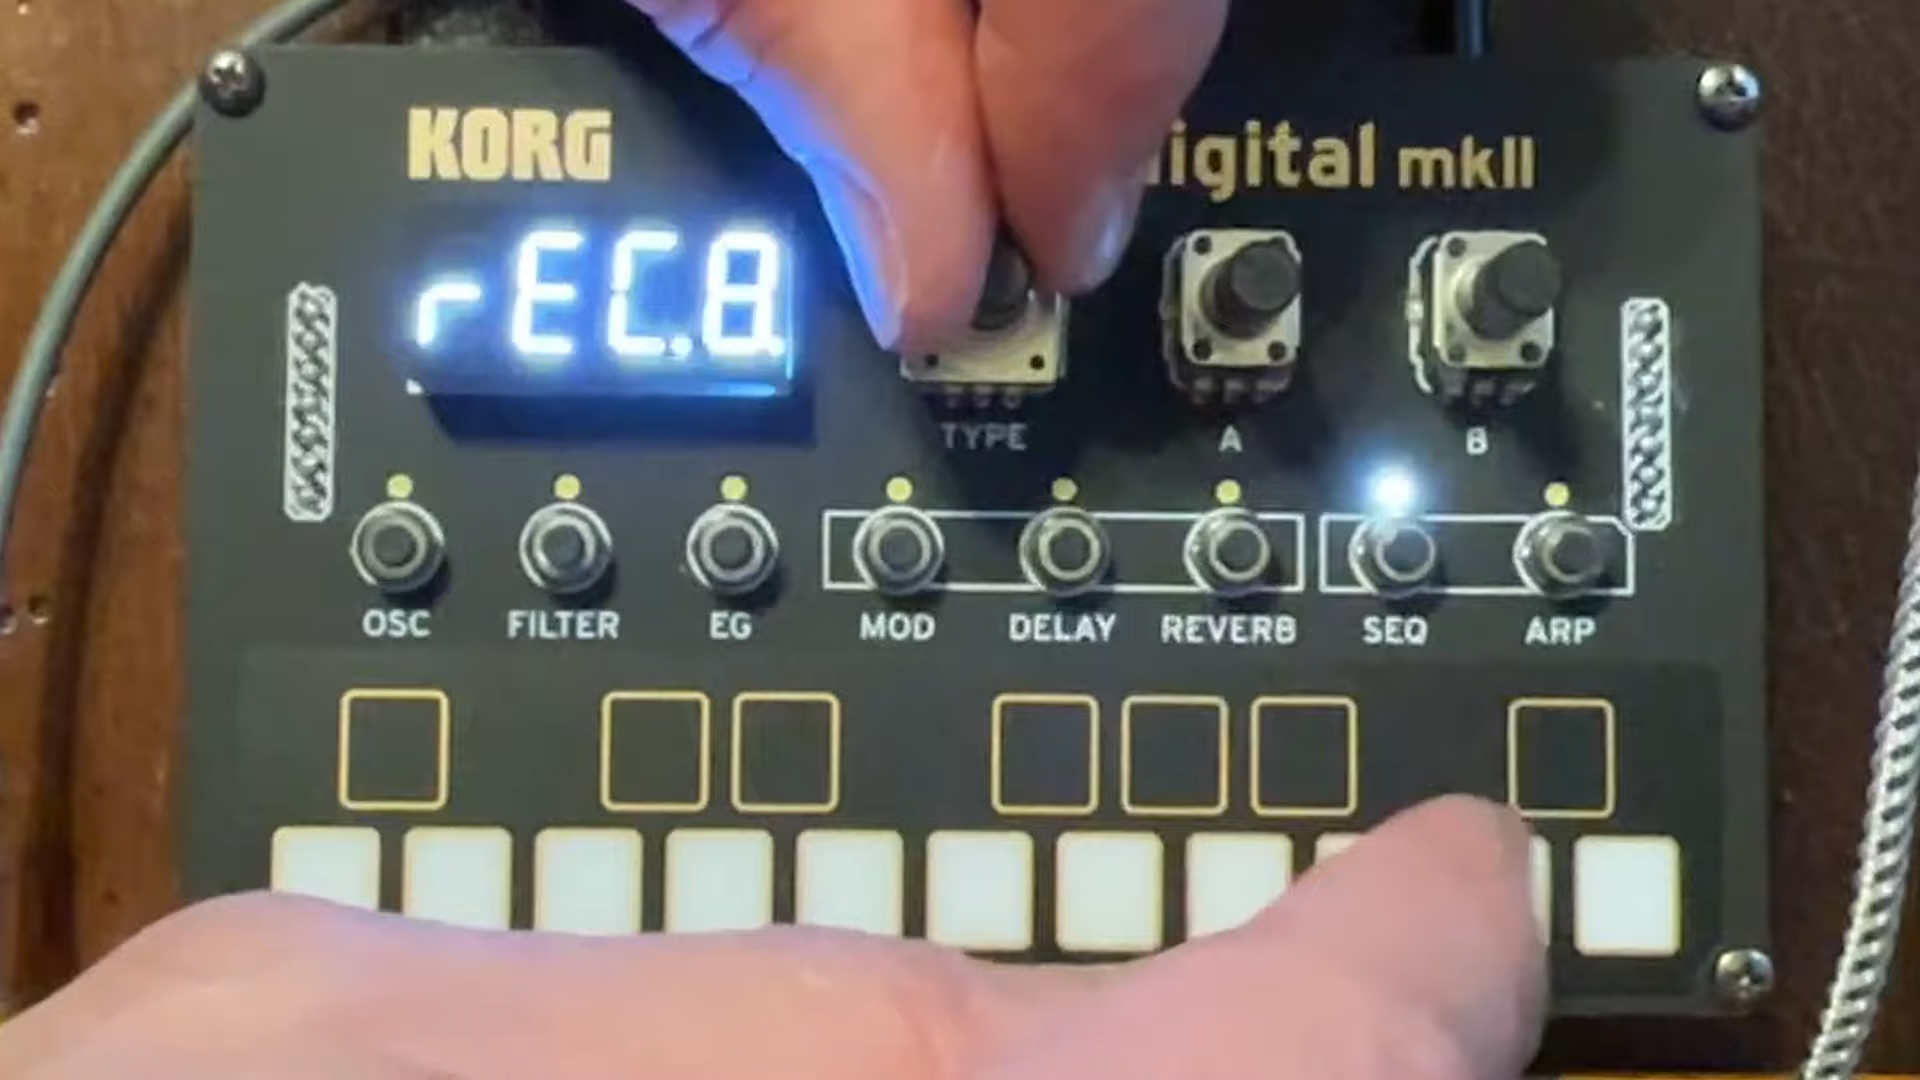 KORG
igital mkII
rEC.8.
TYPE A B
OSC FILTER EG MOD DELAY REVERB SEQ ARP